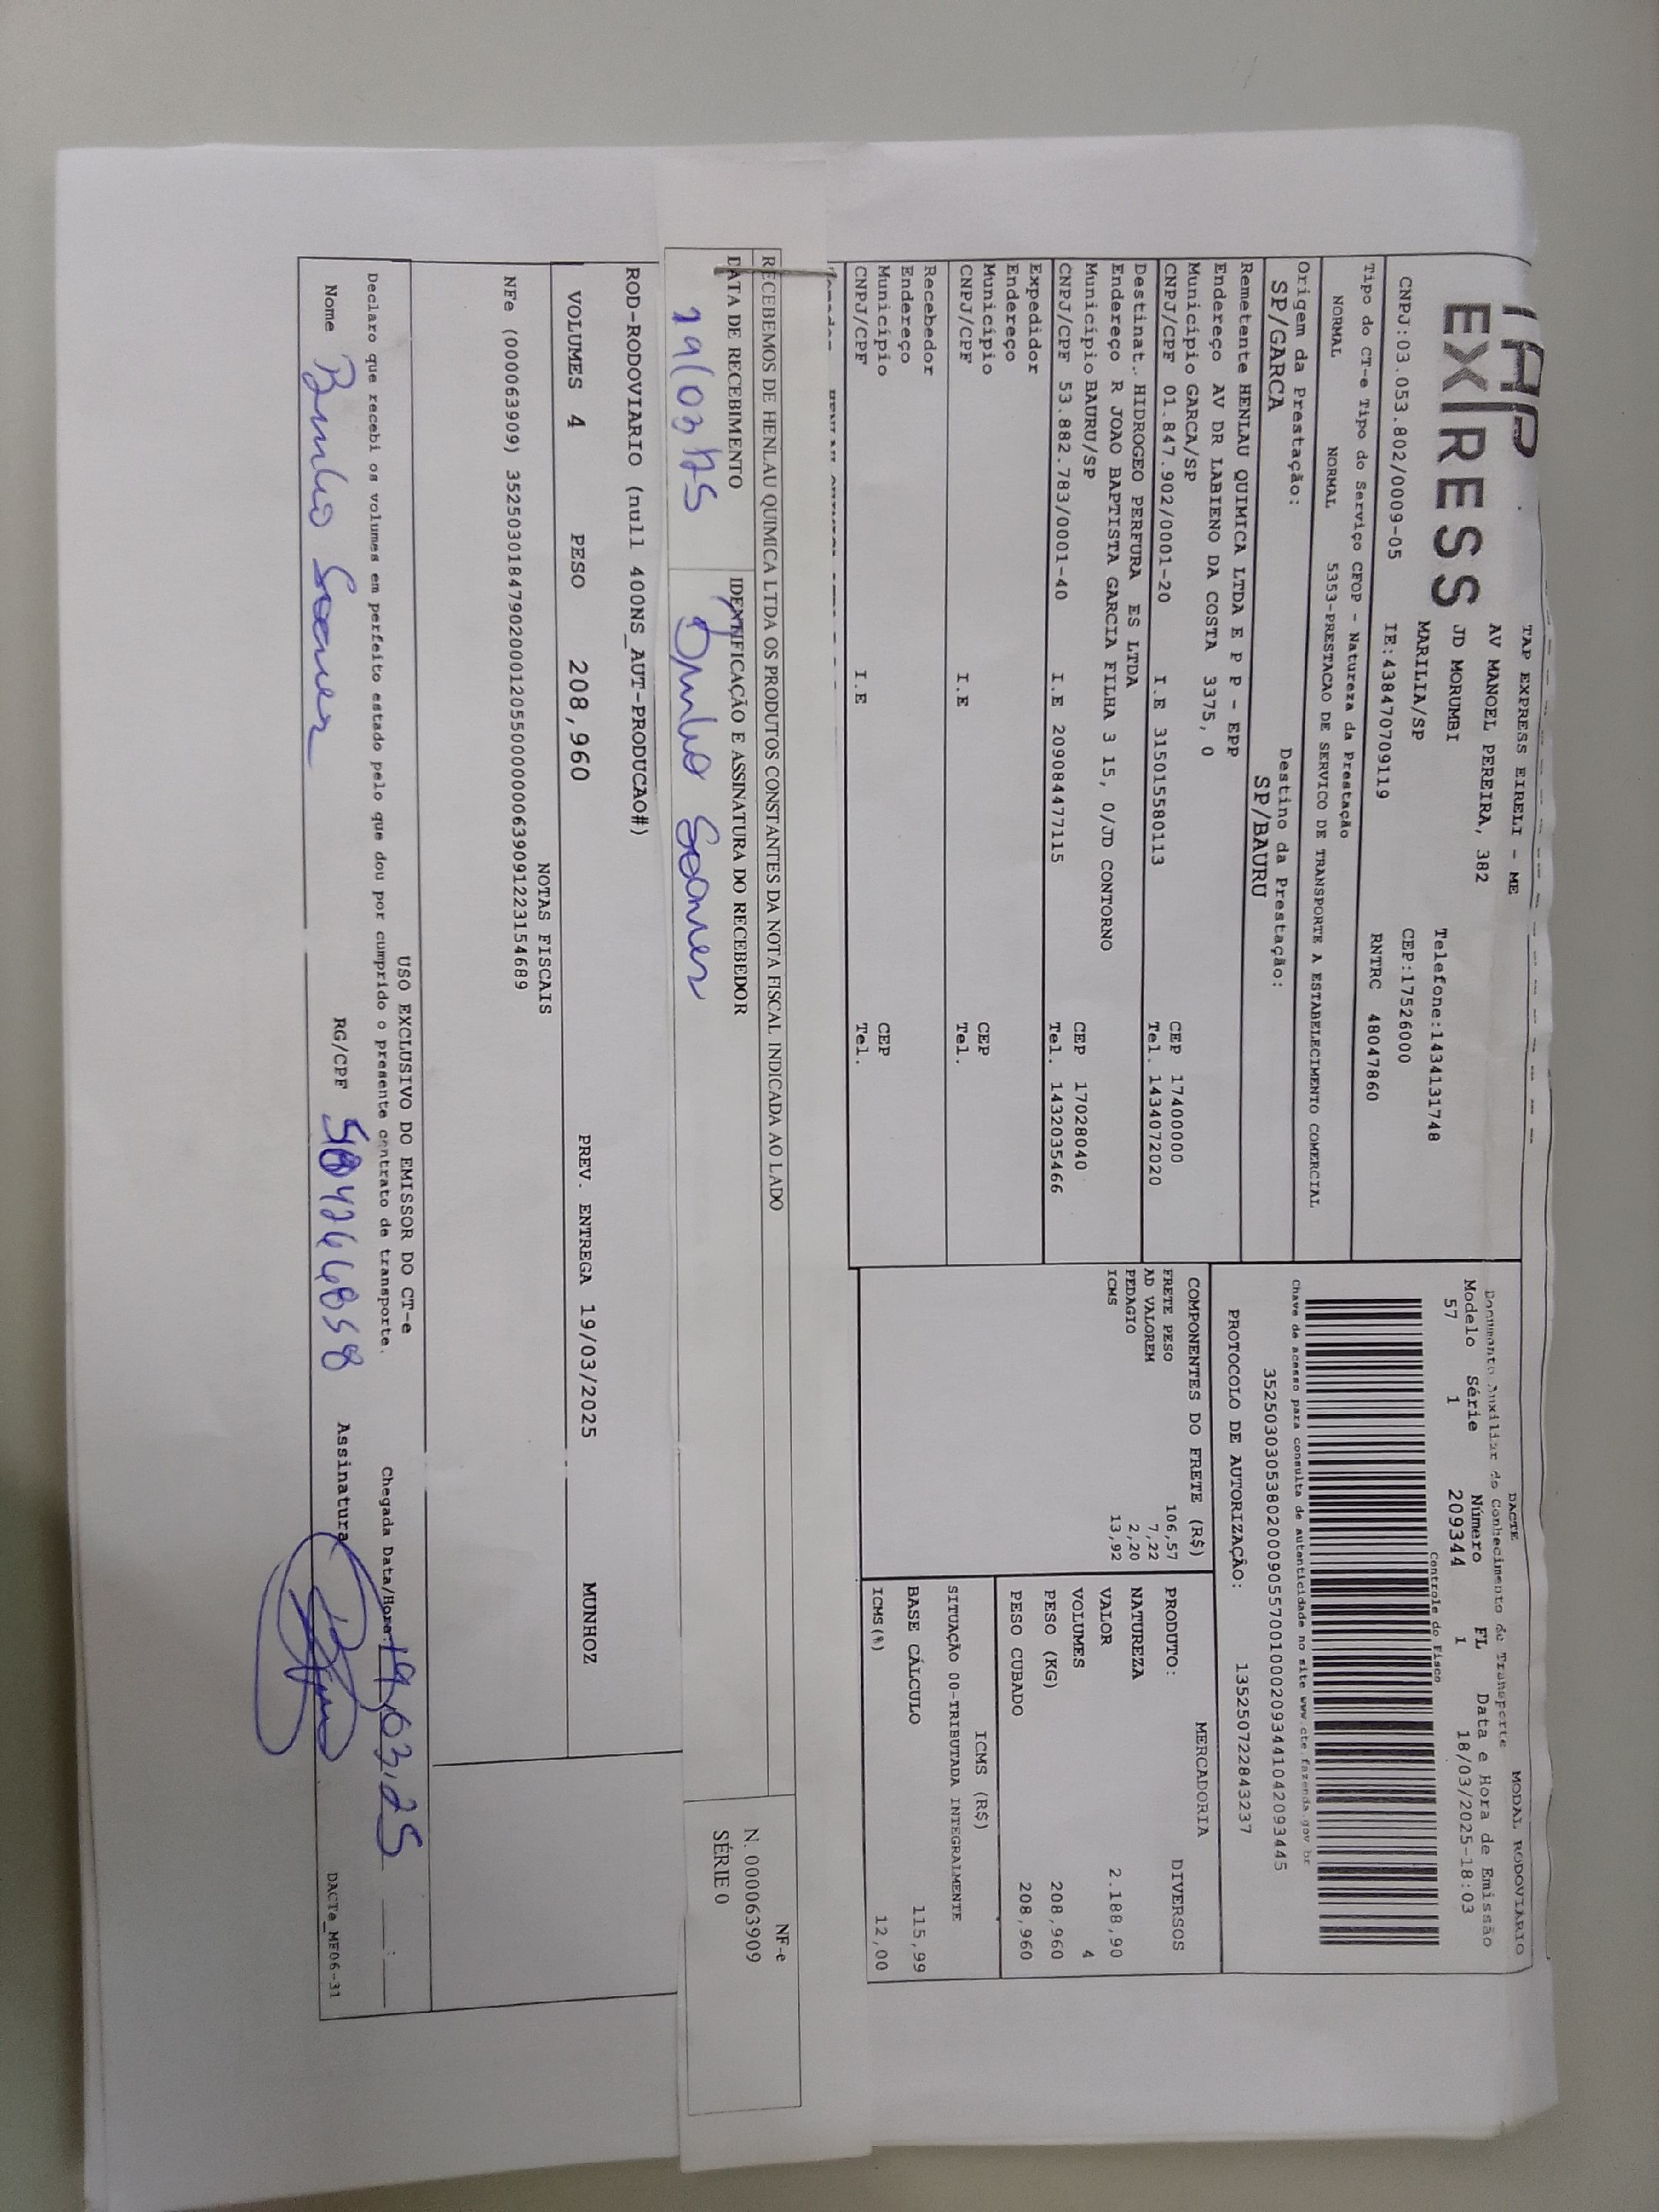 TAP EXPRESS
TAP EXPRESS EIRELI - ME
AV MANOEL PEREIRA, 382
JD MORUMBI Telefone:1434131748
MARILIA/SP CEP:17526000
CNPJ:03.053.802/0009-05 IE:438470709119 RNTRC 48047860
Tipo do CT-e Tipo do Serviço CFOP - Natureza da Prestação
NORMAL NORMAL 5353-PRESTACAO DE SERVICO DE TRANSPORTE A ESTABELECIMENTO COMERCIAL
Origem da Prestação: Destino da Prestação:
SP/GARCA SP/BAURU
DACTE MODAL RODOVIARIO
Documento Auxiliar do Conhecimento de Transporte
Modelo Série Número FL Data e Hora de Emissão
57 1 209344 1 18/03/2025-18:03
Controle do Fisco
Chave de acesso para consulta de autenticidade no site www.cte.fazenda.gov.br
35250303053802000905570010002093441042093445
PROTOCOLO DE AUTORIZAÇÃO: 135250722843237
Remetente HENLAU QUIMICA LTDA E P P - EPP
Endereço AV DR LABIENO DA COSTA 3375, 0
Município GARCA/SP CEP 17400000
CNPJ/CPF 01.847.902/0001-20 I.E 315015580113 Tel. 1434072020
Destinat. HIDROGEO PERFURA ES LTDA
Endereço R JOAO BAPTISTA GARCIA FILHA 3 15, 0/JD CONTORNO
Município BAURU/SP CEP 17028040
CNPJ/CPF 53.882.783/0001-40 I.E 209084477115 Tel. 1432035466
Expedidor
Endereço
Município CEP
CNPJ/CPF I.E Tel.
Recebedor
Endereço
Município CEP
CNPJ/CPF I.E Tel.
COMPONENTES DO FRETE (R$)
FRETE PESO 106,57
AD VALOREM 7,22
PEDAGIO 2,20
ICMS 13,92
MERCADORIA
PRODUTO: DIVERSOS
NATUREZA
VALOR 2.188,90
VOLUMES 4
PESO (KG) 208,960
PESO CUBADO 208,960
ICMS (R$)
SITUAÇÃO 00-TRIBUTADA INTEGRALMENTE
BASE CÁLCULO 115,99
ICMS(%) 12,00
RECEBEMOS DE HENLAU QUIMICA LTDA OS PRODUTOS CONSTANTES DA NOTA FISCAL INDICADA AO LADO
DATA DE RECEBIMENTO IDENTIFICAÇÃO E ASSINATURA DO RECEBEDOR
19/03/25
NF-e
N. 000063909
SÉRIE 0
ROD-RODOVIARIO (null 400NS_AUT-PRODUCAO#)
VOLUMES 4 PESO 208,960 PREV. ENTREGA 19/03/2025 MUNHOZ
NOTAS FISCAIS
NFe (000063909) 35250301847902000120550000000639091223154689
USO EXCLUSIVO DO EMISSOR DO CT-e
Declaro que recebi os volumes em perfeito estado pelo que dou por cumprido o presente contrato de transporte. Chegada Data/Hora: 19.03.25 __:__
Nome RG/CPF Assinatura
DACTe_MF06-31